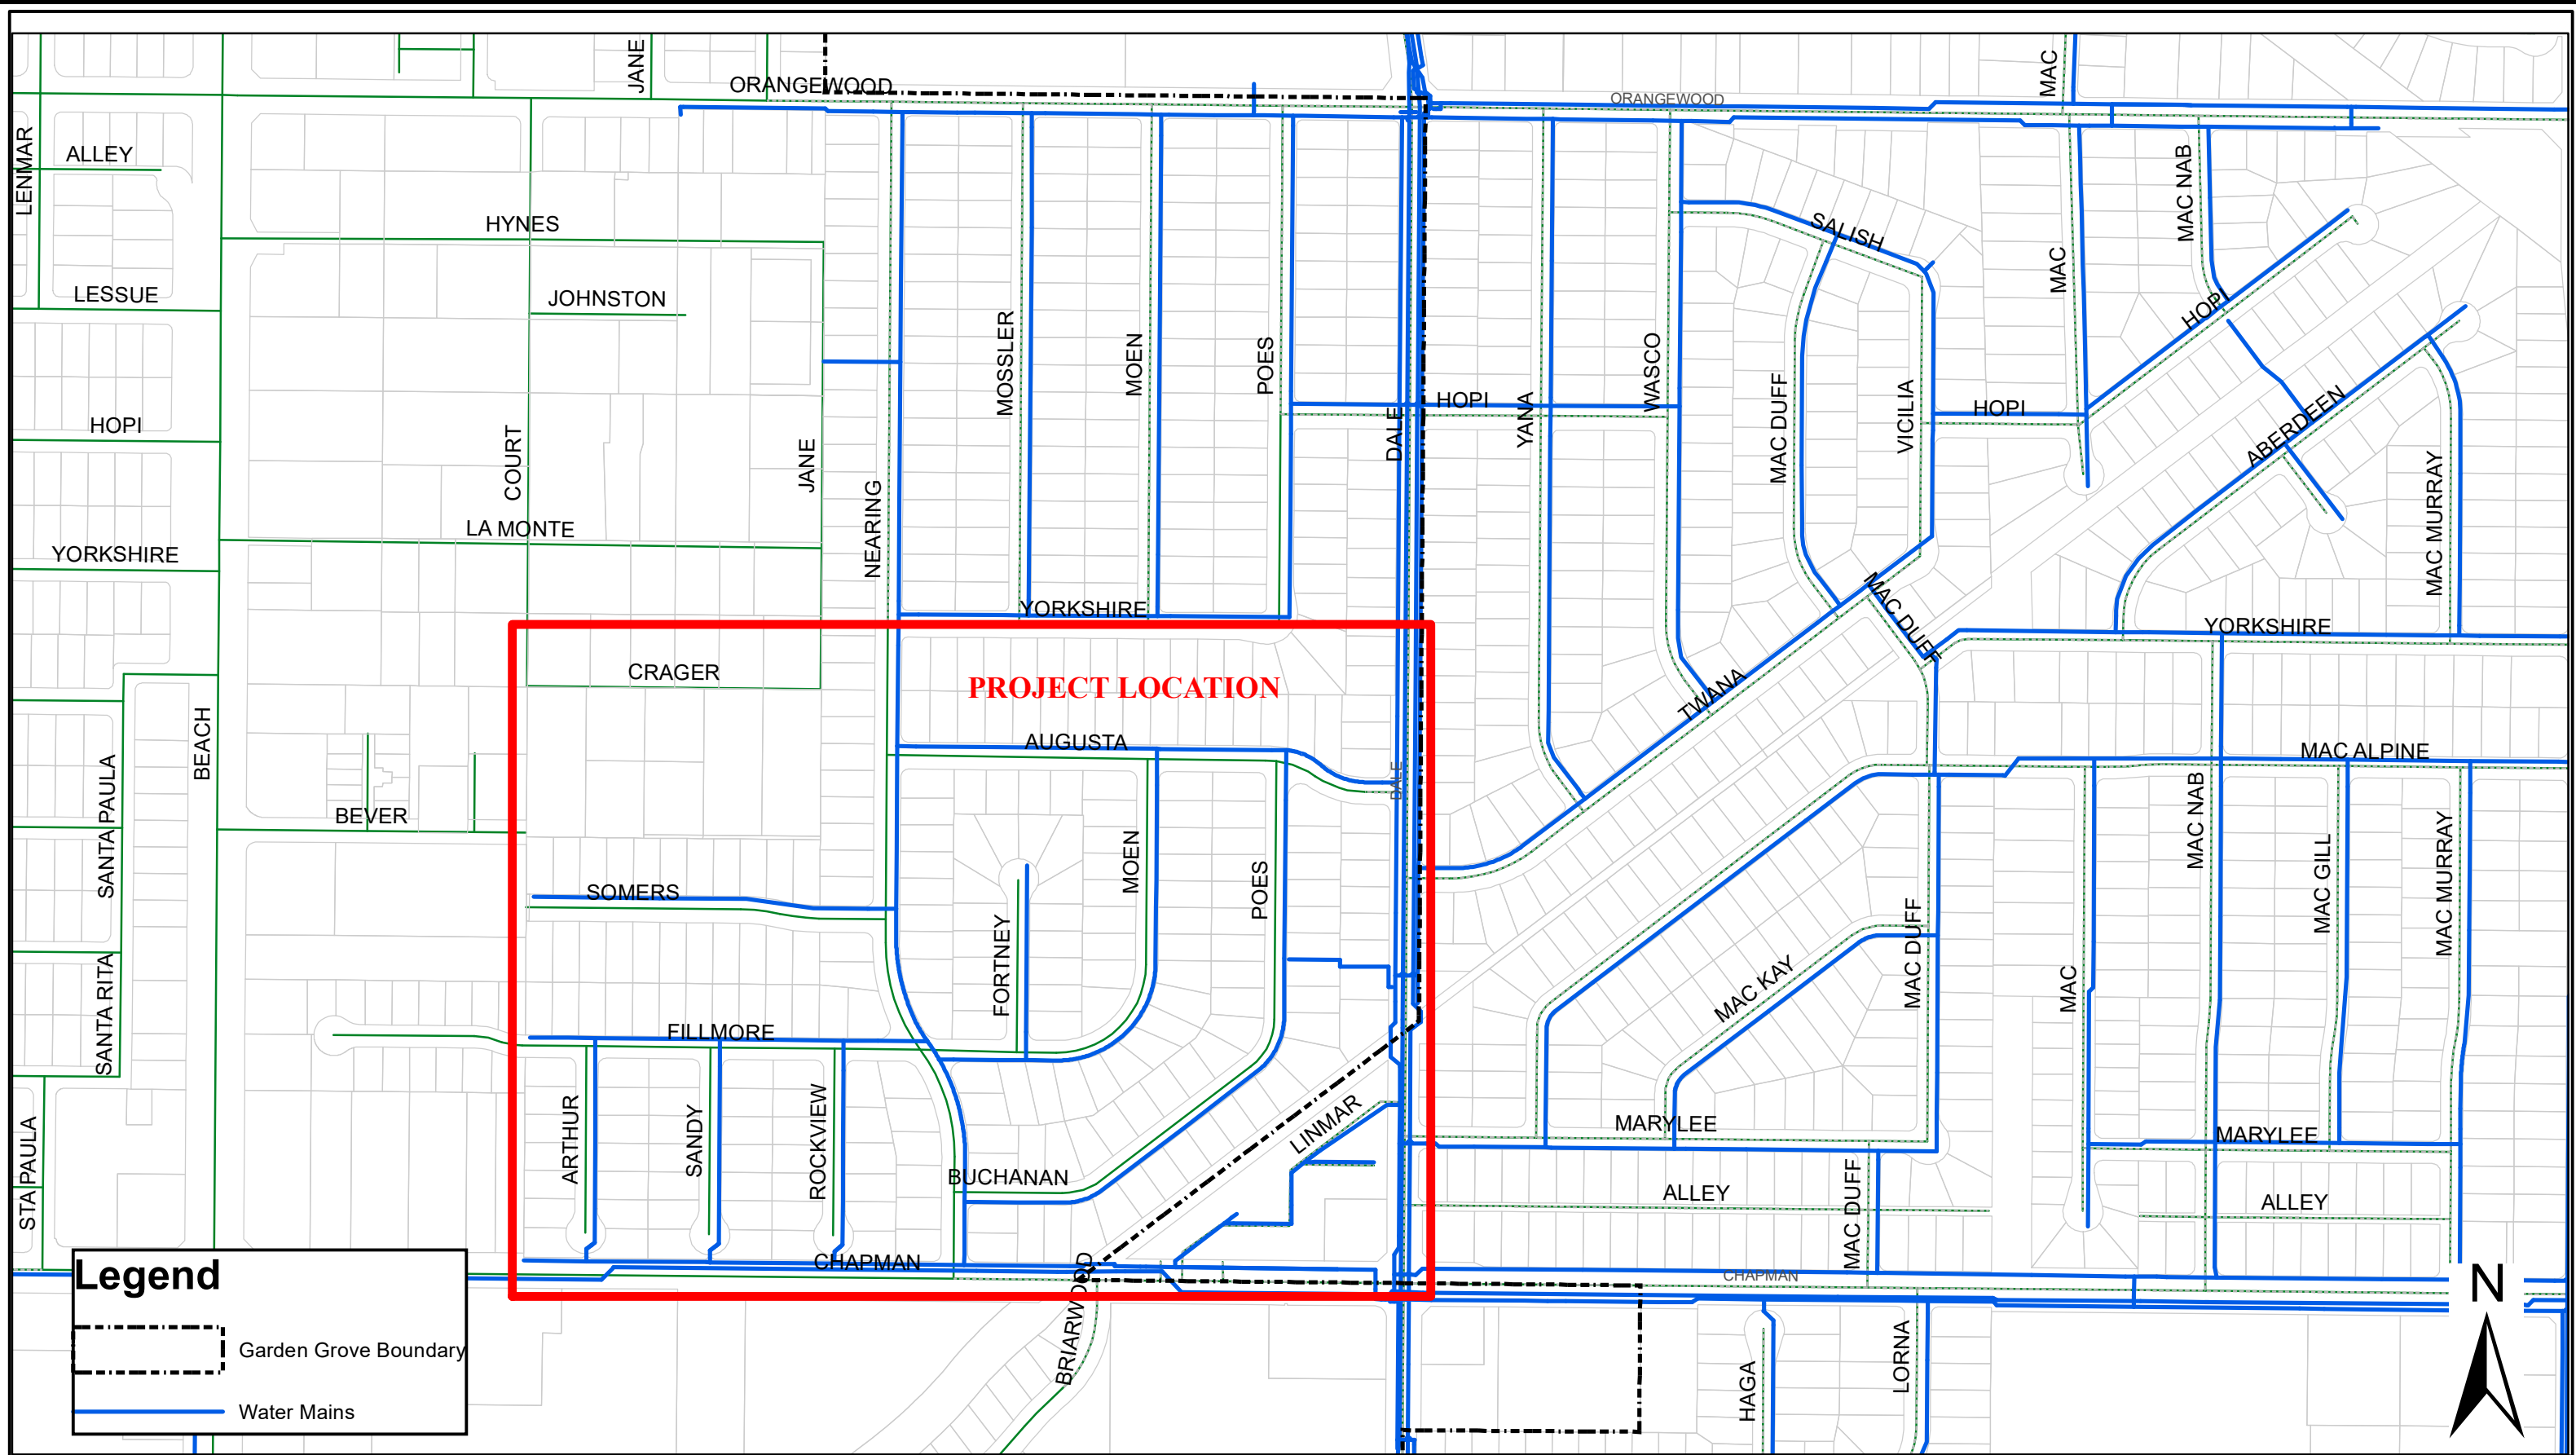 JANE
MAC
ORANGEWOOD
ORANGEWOOD
LENMAR
ALLEY
MAC NAB
HYNES
SALISH
MAC
LESSUE
JOHNSTON
HOPI
MOSSLER
MOEN
POES
WASCO
MAC DUFF
VICILIA
HOPI
DALE
HOPI
YANA
HOPI
ABERDEEN
COURT
JANE
NEARING
MAC MURRAY
LA MONTE
YORKSHIRE
YORKSHIRE
MAC DUFF
YORKSHIRE
CRAGER
PROJECT LOCATION
TWANA
BEACH
AUGUSTA
DALE
MAC ALPINE
SANTA PAULA
BEVER
MOEN
POES
MAC NAB
MAC GILL
MAC MURRAY
SOMERS
FORTNEY
MAC DUFF
MAC KAY
MAC
SANTA RITA
FILLMORE
ARTHUR
SANDY
ROCKVIEW
LINMAR
MARYLEE
MARYLEE
STA PAULA
BUCHANAN
ALLEY
MAC DUFF
ALLEY
CHAPMAN
CHAPMAN
BRIARWOOD
HAGA
LORNA
N
Legend
Garden Grove Boundary
Water Mains